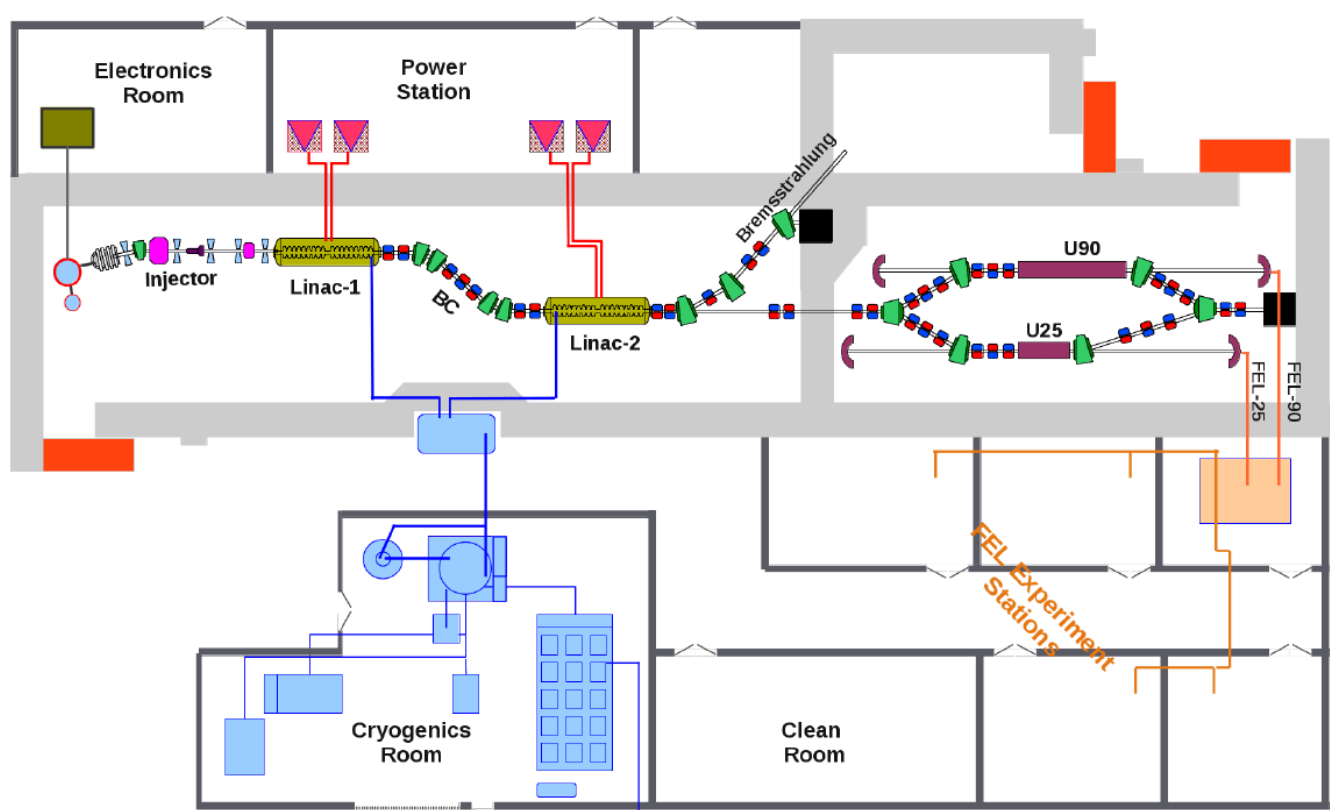 Electronics
Room
Power
Station
Bremsstrahlung
Injector
Linac-1
BC
Linac-2
U90
U25
FEL-25
FEL-90
FEL Experiment
Stations
Cryogenics
Room
Clean
Room